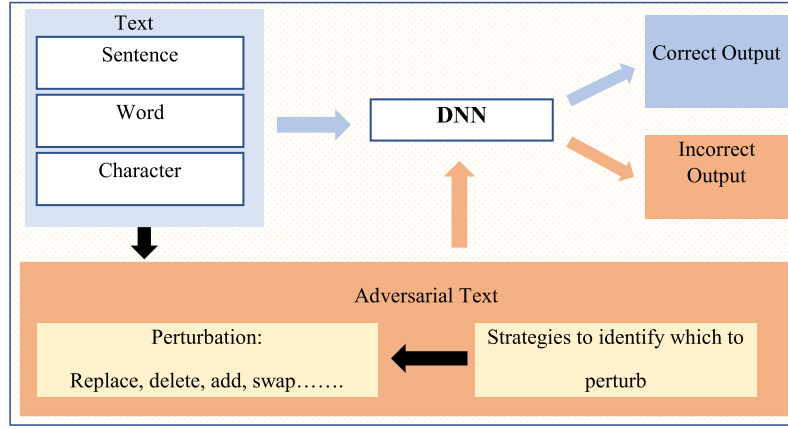 Text
Sentence
Word
Character
DNN
Correct Output
Incorrect
Output
Adversarial Text
Perturbation:
Replace, delete, add, swap…….
Strategies to identify which to
perturb